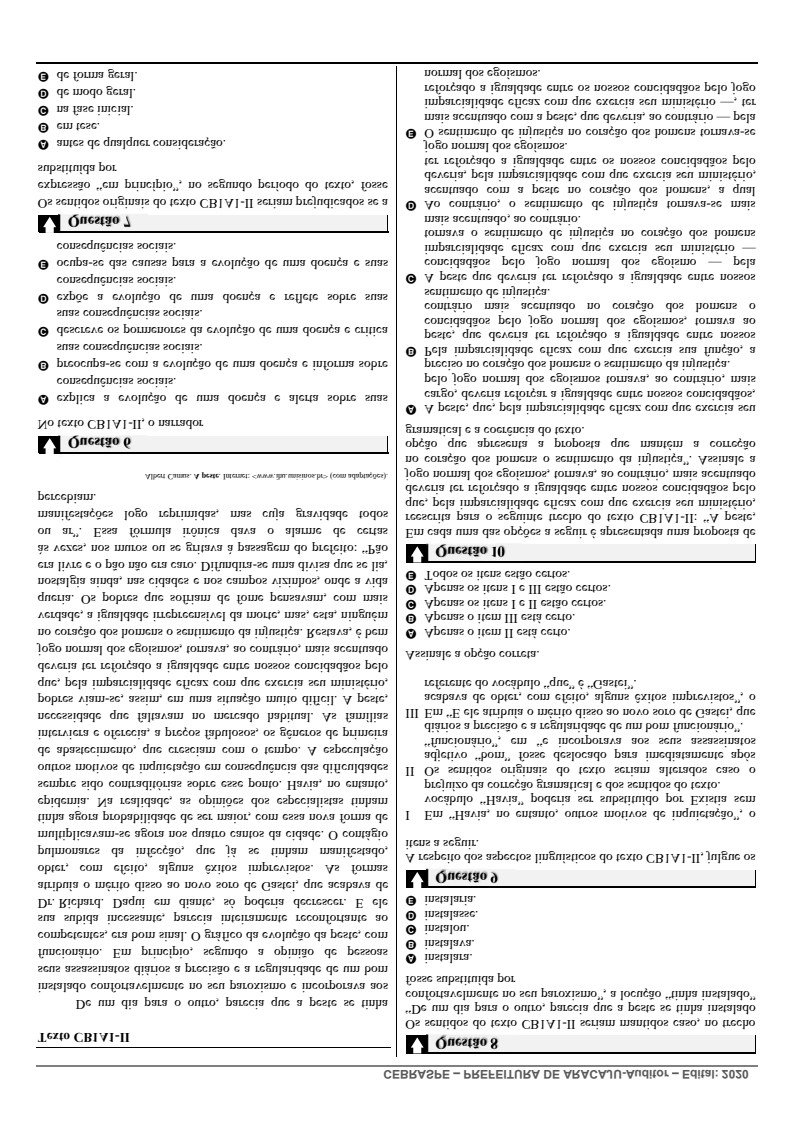 CEBRASPE – PREFEITURA DE ARACAJU-Auditor – Edital: 2020
Texto CB1A1-II
De um dia para o outro, parecia que a peste se tinha
instalado confortavelmente no seu paroxismo e incorporava aos
seus assassinatos diários a precisão e a regularidade de um bom
funcionário. Em princípio, segundo a opinião de pessoas
competentes, era bom sinal. O gráfico da evolução da peste, com
sua subida incessante, parecia inteiramente reconfortante ao
Dr. Richard. Daqui em diante, só poderia decrescer. E ele
atribuía o mérito disso ao novo soro de Castel, que acabava de
obter, com efeito, alguns êxitos imprevistos. As formas
pulmonares da infecção, que já se tinham manifestado,
multiplicavam-se agora nos quatro cantos da cidade. O contágio
tinha agora probabilidade de ser maior, com essa nova forma de
epidemia. Na realidade, as opiniões dos especialistas tinham
sempre sido contraditórias sobre esse ponto. Havia, no entanto,
outros motivos de inquietação em consequência das dificuldades
de abastecimento, que cresciam com o tempo. A especulação
interviera e oferecia, a preços fabulosos, os gêneros de primeira
necessidade que faltavam no mercado habitual. As famílias
pobres viam-se, assim, em uma situação muito difícil. A peste,
que, pela imparcialidade eficaz com que exercia seu ministério,
deveria ter reforçado a igualdade entre nossos concidadãos pelo
jogo normal dos egoísmos, tornava, ao contrário, mais acentuado
no coração dos homens o sentimento da injustiça. Restava, é bem
verdade, a igualdade irrepreensível da morte, mas, esta, ninguém
queria. Os pobres que sofriam de fome pensavam, com mais
nostalgia ainda, nas cidades e nos campos vizinhos, onde a vida
era livre e o pão não era caro. Difundira-se uma divisa que se lia,
às vezes, nos muros ou se gritava à passagem do prefeito: “Pão
ou ar”. Essa fórmula irônica dava o alarme de certas
manifestações logo reprimidas, mas cuja gravidade todos
percebiam.
Albert Camus. A peste. Internet: <www.ihu.unisinos.br> (com adaptações).
Questão 6
No texto CB1A1-II, o narrador
A explica a evolução de uma doença e alerta sobre suas
consequências sociais.
B preocupa-se com a evolução de uma doença e informa sobre
suas consequências sociais.
C descreve os pormenores da evolução de uma doença e critica
suas consequências sociais.
D expõe a evolução de uma doença e reflete sobre suas
consequências sociais.
E ocupa-se das causas para a evolução de uma doença e suas
consequências sociais.
Questão 7
Os sentidos originais do texto CB1A1-II seriam prejudicados se a
expressão “em princípio”, no segundo período do texto, fosse
substituída por
A antes de qualquer consideração.
B em tese.
C na fase inicial.
D de modo geral.
E de forma geral.
Questão 8
Os sentidos do texto CB1A1-II seriam mantidos caso, no trecho
“De um dia para o outro, parecia que a peste se tinha instalado
confortavelmente no seu paroxismo”, a locução “tinha instalado”
fosse substituída por
A instalara.
B instalava.
C instalou.
D instalasse.
E instalaria.
Questão 9
A respeito dos aspectos linguísticos do texto CB1A1-II, julgue os
itens a seguir.
I Em “Havia, no entanto, outros motivos de inquietação”, o
vocábulo “Havia” poderia ser substituído por Existia sem
prejuízo da correção gramatical e dos sentidos do texto.
II Os sentidos originais do texto seriam alterados caso o
adjetivo “bom” fosse deslocado para imediatamente após
“funcionário”, em “e incorporava aos seus assassinatos
diários a precisão e a regularidade de um bom funcionário”.
III Em “E ele atribuía o mérito disso ao novo soro de Castel, que
acabava de obter, com efeito, alguns êxitos imprevistos”, o
referente do vocábulo “que” é “Castel”.
Assinale a opção correta.
A Apenas o item II está certo.
B Apenas o item III está certo.
C Apenas os itens I e II estão certos.
D Apenas os itens I e III estão certos.
E Todos os itens estão certos.
Questão 10
Em cada uma das opções a seguir é apresentada uma proposta de
reescrita para o seguinte trecho do texto CB1A1-II: “A peste,
que, pela imparcialidade eficaz com que exercia seu ministério,
deveria ter reforçado a igualdade entre nossos concidadãos pelo
jogo normal dos egoísmos, tornava, ao contrário, mais acentuado
no coração dos homens o sentimento da injustiça”. Assinale a
opção que apresenta a proposta que mantém a correção
gramatical e a coerência do texto.
A A peste, que, pela imparcialidade eficaz com que exercia seu
cargo, deveria reforçar a igualdade entre nossos concidadãos,
pelo jogo normal dos egoísmos tornava, ao contrário, mais
preciso no coração dos homens o sentimento da injustiça.
B Pela imparcialidade eficaz com que exercia sua função, a
peste, que deveria ter reforçado a igualdade entre nossos
concidadãos pelo jogo normal dos egoísmos, tornava ao
contrário mais acentuado no coração dos homens o
sentimento de injustiça.
C A peste que deveria ter reforçado a igualdade entre nossos
concidadãos pelo jogo normal dos egoísmo — pela
imparcialidade eficaz com que exercia seu ministério —
tornava o sentimento de injustiça no coração dos homens
mais acentuado, ao contrário.
D Ao contrário, o sentimento de injustiça tornava-se mais
acentuado com a peste no coração dos homens, a qual
deveria, pela imparcialidade com que exercia seu ministério,
ter reforçado a igualdade entre os nossos concidadãos pelo
jogo normal dos egoísmos.
E O sentimento de injustiça no coração dos homens tornava-se
mais acentuado com a peste, que deveria, ao contrário — pela
imparcialidade eficaz com que exercia seu ministério —, ter
reforçado a igualdade entre os nossos concidadãos pelo jogo
normal dos egoísmos.